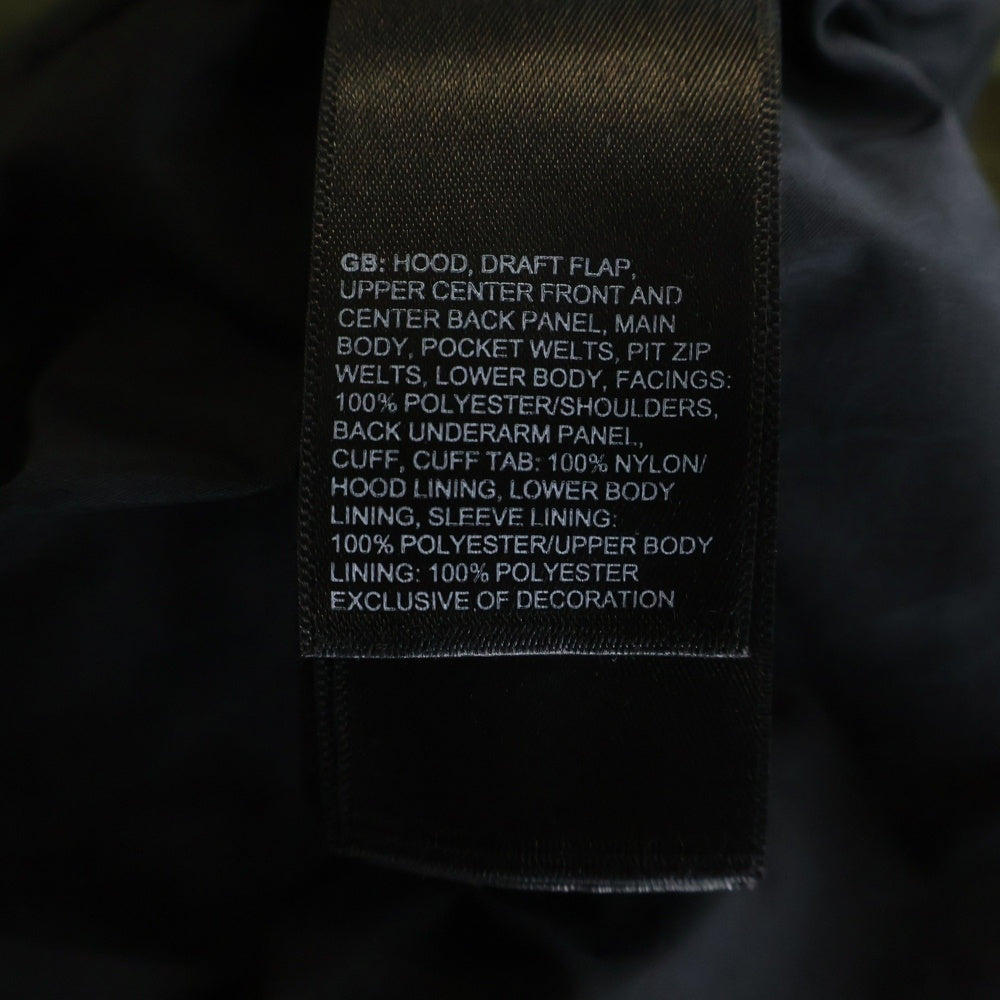 GB: HOOD, DRAFT FLAP,
UPPER CENTER FRONT AND
CENTER BACK PANEL, MAIN
BODY, POCKET WELTS, PIT ZIP
WELTS, LOWER BODY, FACINGS:
100% POLYESTER/SHOULDERS,
BACK UNDERARM PANEL,
CUFF, CUFF TAB: 100% NYLON/
HOOD LINING, LOWER BODY
LINING, SLEEVE LINING:
100% POLYESTER/UPPER BODY
LINING: 100% POLYESTER
EXCLUSIVE OF DECORATION